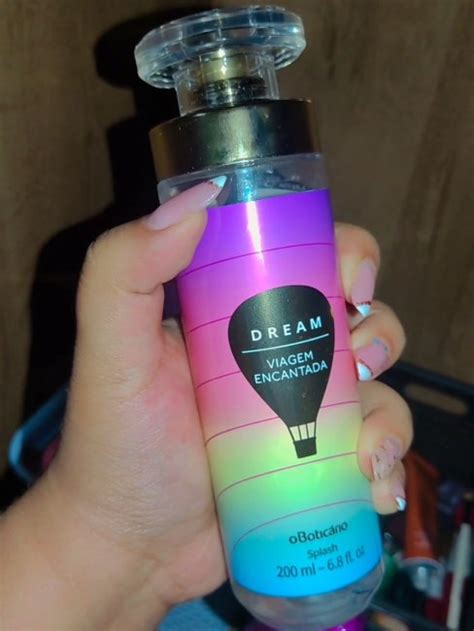 DREAM
VIAGEM
ENCANTADA
oBoticário
Splash
200 ml – 6.8 fl. oz